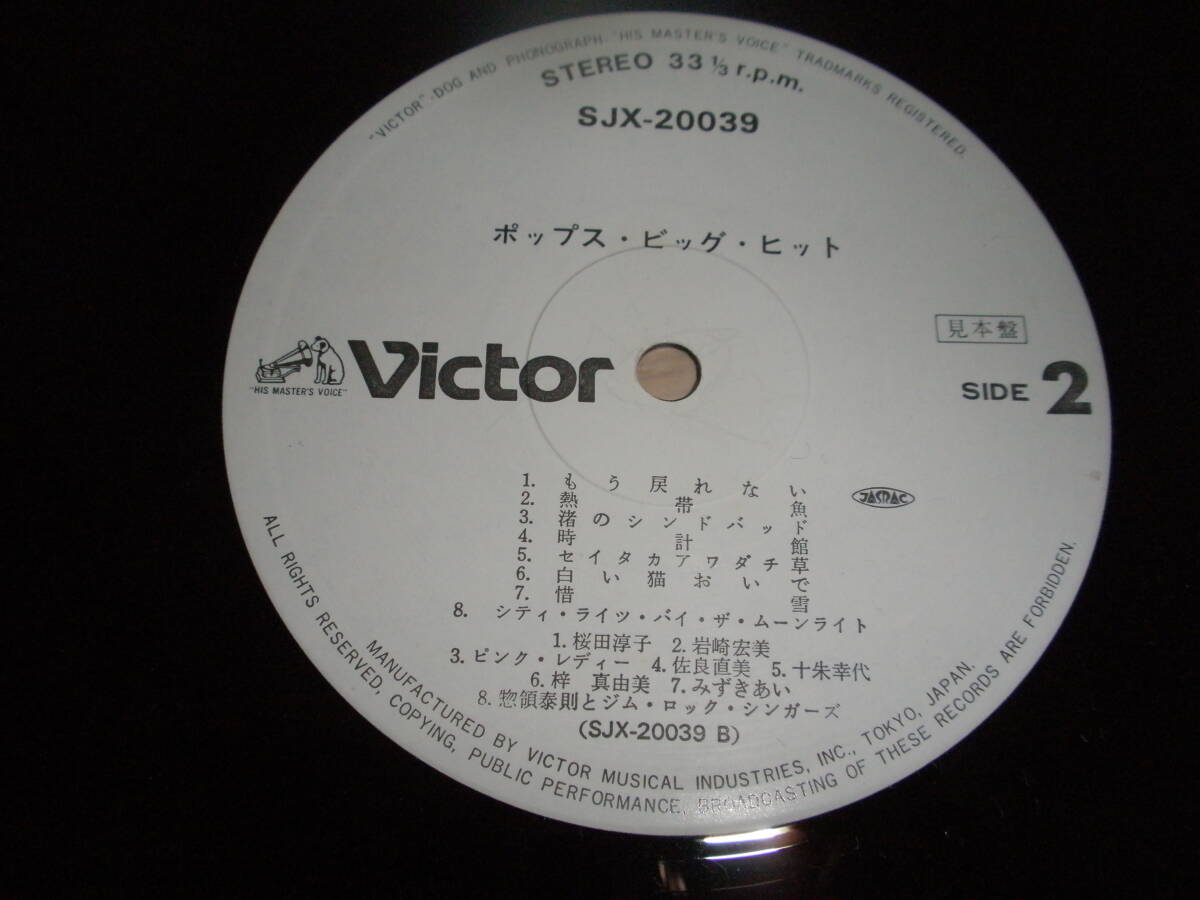 "VICTOR"-DOG AND PHONOGRAPH "HIS MASTER'S VOICE" TRADMARKS REGISTERED.
STEREO 33 1/3 r.p.m.
SJX-20039
ポップス・ビッグ・ヒット
"HIS MASTER'S VOICE"
Victor
見本盤
SIDE 2
JASRAC
1. もう戻れない
2. 熱帯魚
3. 渚のシンドバッド
4. 時計館
5. セイタカアワダチ草
6. 白い猫おいで
7. 惜雪
8. シティ・ライツ・バイ・ザ・ムーンライト
1. 桜田淳子 2. 岩崎宏美
3. ピンク・レディー 4. 佐良直美 5. 十朱幸代
6. 梓 真由美 7. みずきあい
8. 惣領泰則とジム・ロック・シンガーズ
(SJX-20039 B)
MANUFACTURED BY VICTOR MUSICAL INDUSTRIES, INC., TOKYO, JAPAN.
ALL RIGHTS RESERVED, COPYING, PUBLIC PERFORMANCE, BROADCASTING OF THESE RECORDS ARE FORBIDDEN.